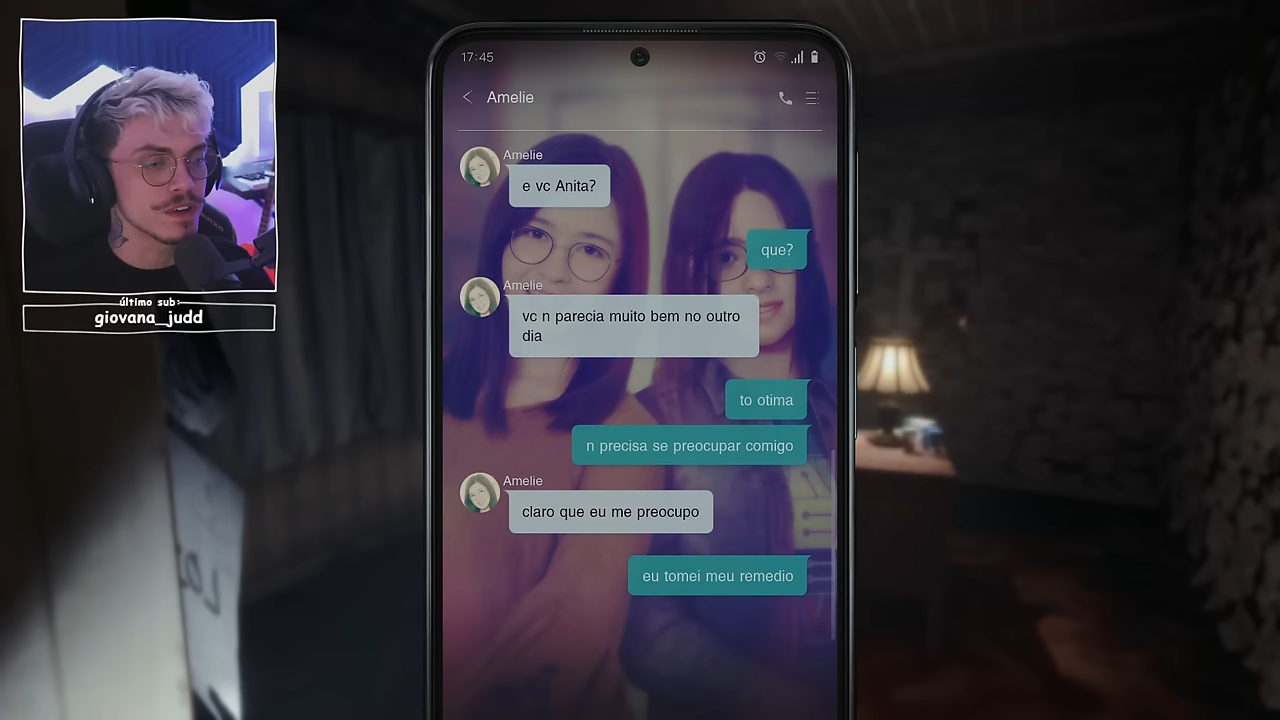 17:45
Amelie
Amelie
e vc Anita?
que?
Amelie
vc n parecia muito bem no outro
dia
to otima
n precisa se preocupar comigo
Amelie
claro que eu me preocupo
eu tomei meu remedio
último sub:
giovana_judd